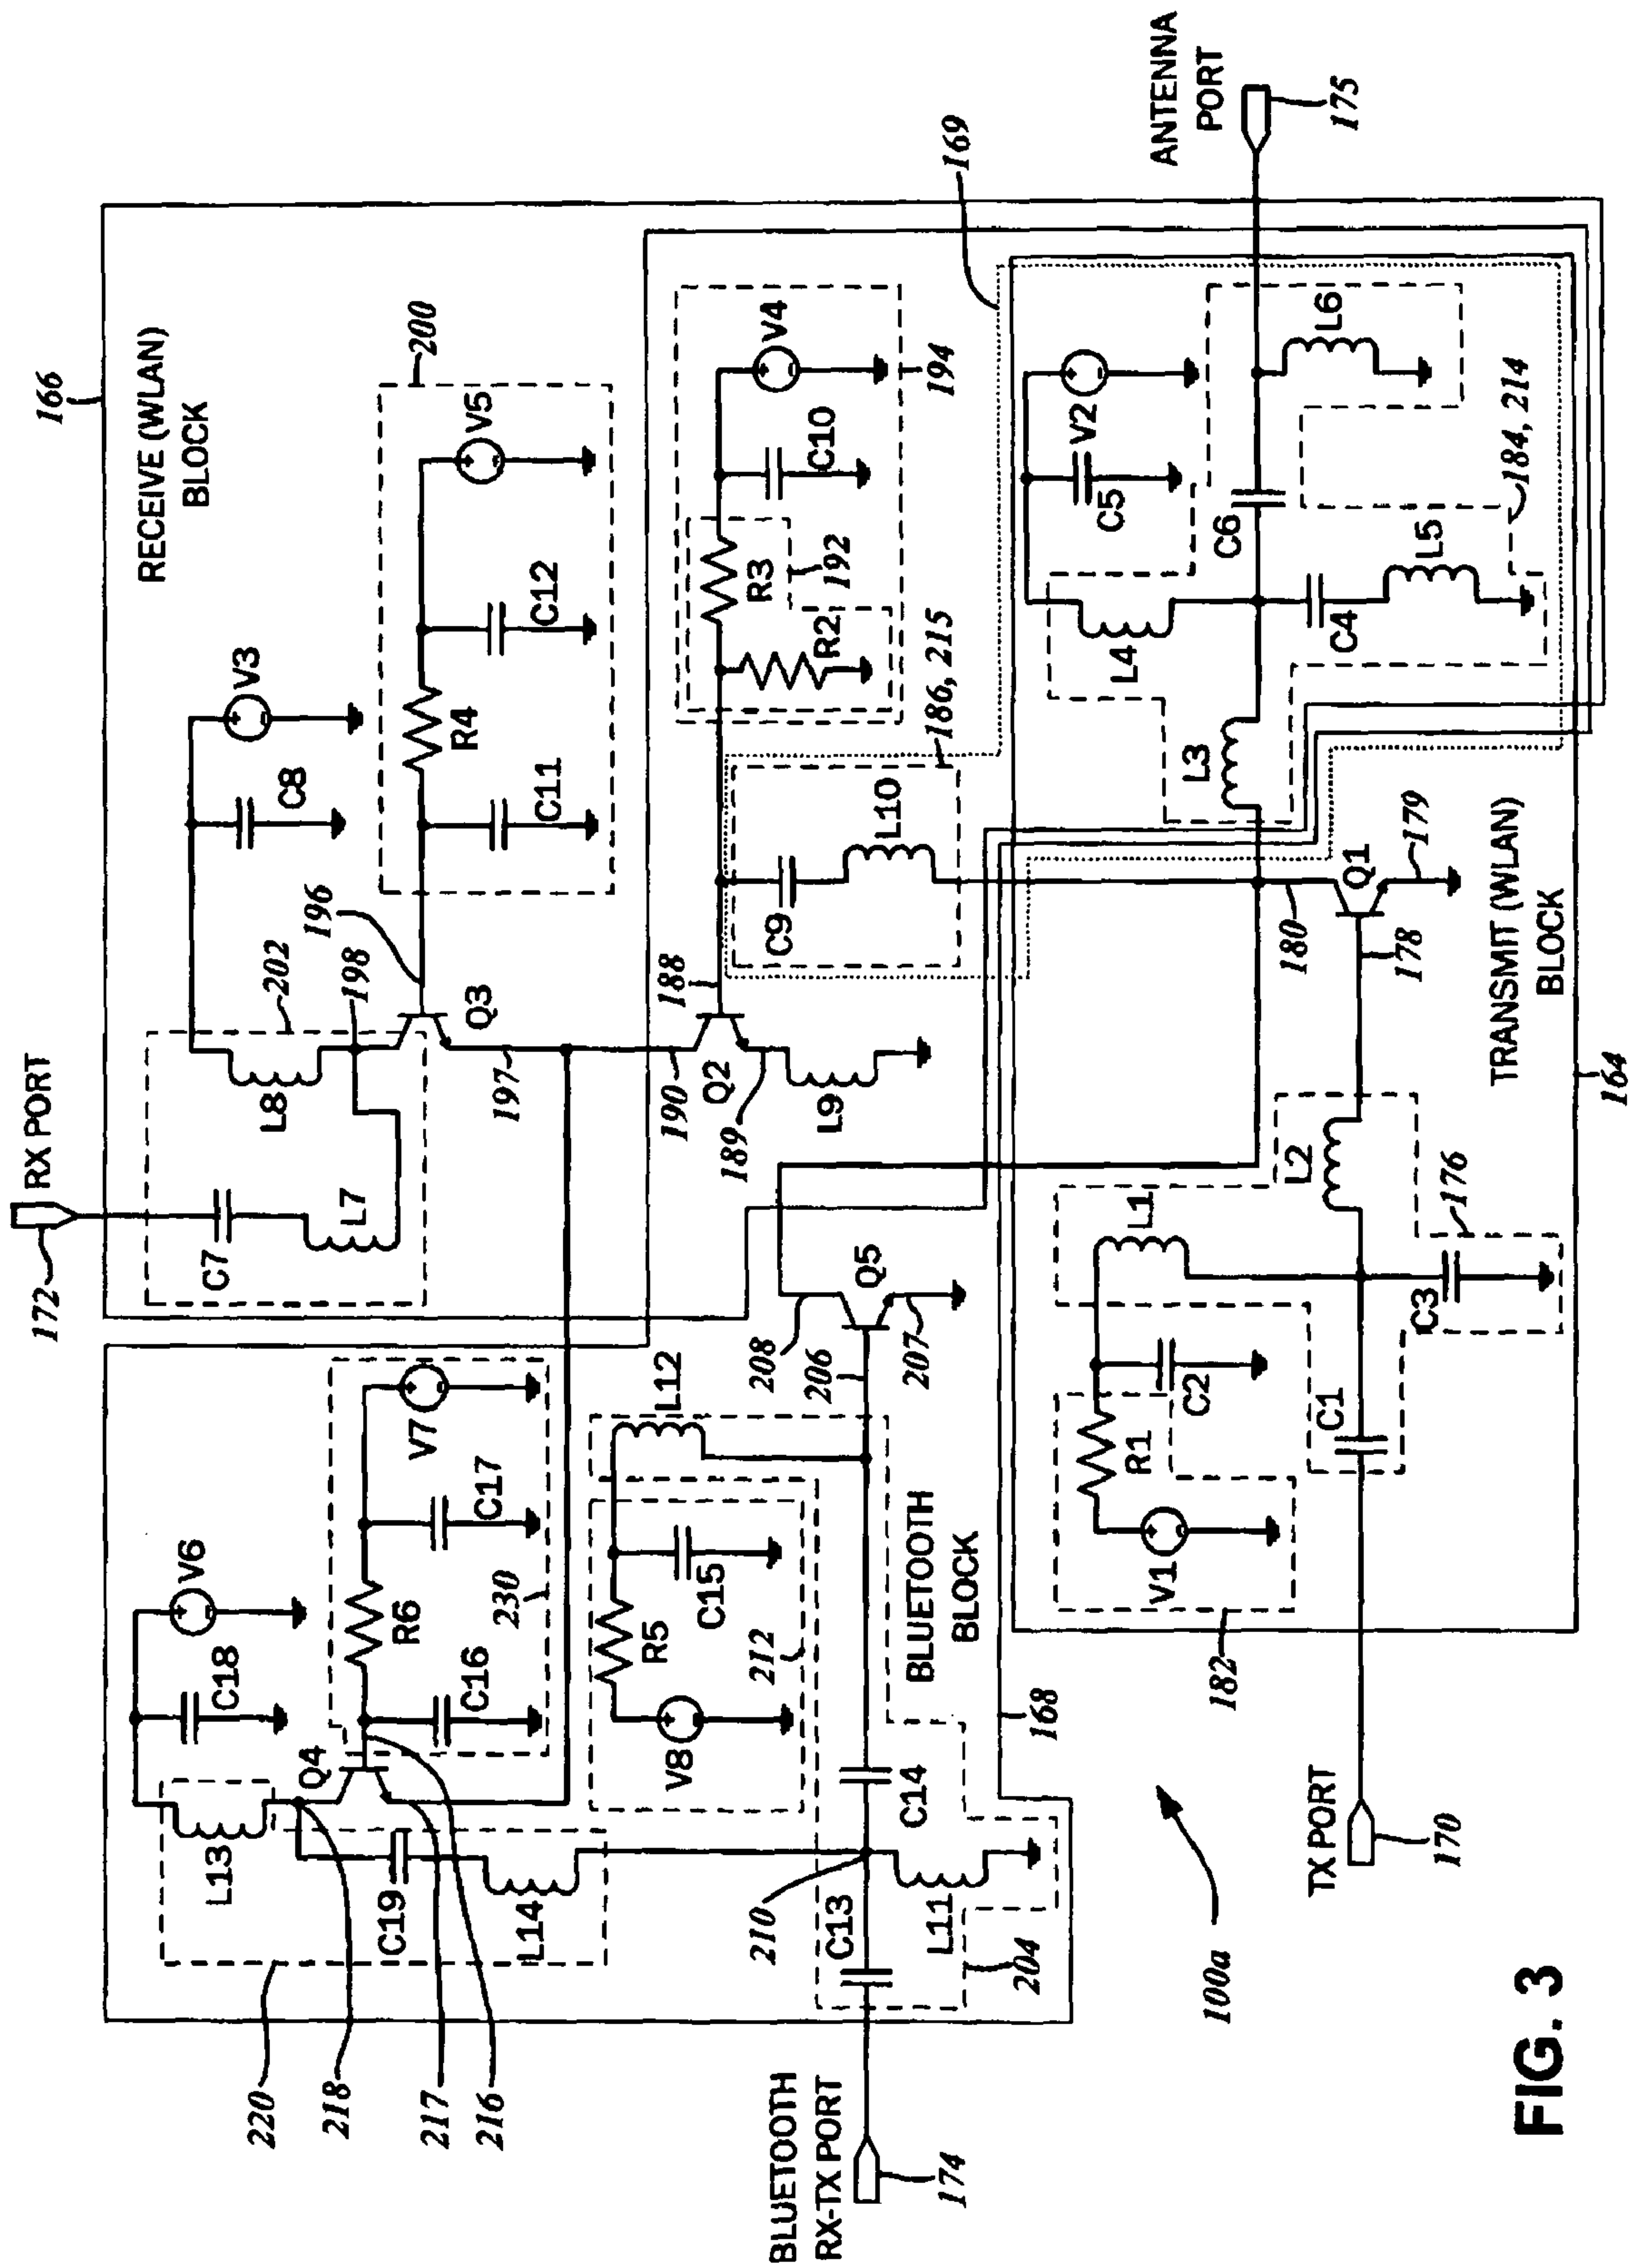 RX PORT
172
166
RECEIVE (WLAN)
BLOCK
C7
L7
L8
202
198
196
C8
V3
200
R4
C11
C12
V5
Q3
197
V6
C18
L13
Q4
R6
C16
C17
V7
230
220
218
217
216
C19
L14
190
Q2
188
189
L9
R3
R2
192
C10
V4
194
C9
L10
186, 215
169
L12
R5
C15
V8
212
BLUETOOTH
BLOCK
208
206
207
Q5
210
C13
C14
L11
204
168
BLUETOOTH
RX-TX PORT
174
ANTENNA
PORT
175
L4
C5
V2
L3
C6
L6
C4
L5
184, 214
180
Q1
178
179
L1
L2
176
C3
C2
R1
V1
C1
182
TRANSMIT (WLAN)
BLOCK
164
TX PORT
170
100a
FIG. 3